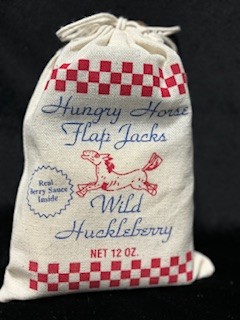 Hungry Horse
Flap Jacks
Real
Berry Sauce
Inside
Wild
Huckleberry
NET 12 OZ.